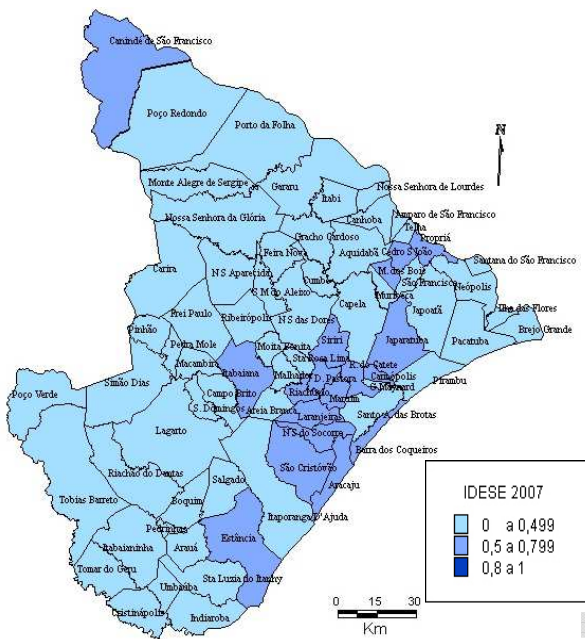 Canindé de São Francisco
Poço Redondo
Porto da Folha
N
Monte Alegre de Sergipe
Gararu
Itabi
Nossa Senhora de Lourdes
Nossa Senhora da Glória
Canhoba
Amparo de São Francisco
Telha
Propriá
Gracho Cardoso
Feira Nova
Aquidabã
Cedro S João
Santana do São Francisco
Carira
N S Aparecida
Cumbe
M. dos Bois
São Francisco
Neópolis
S M do Aleixo
Muribeca
Ilha das Flores
Frei Paulo
Ribeirópolis
N S das Dores
Capela
Japoatã
Brejo Grande
Pinhão
Pedra Mole
Moita Bonita
Siriri
Japaratuba
Pacatuba
Sta Rosa Lima
Macambira
Itabaiana
Malhador
D. Pastora
R. do Catete
Carmópolis
Pirambu
Simão Dias
Poço Verde
Campo Brito
Riachuelo
Maruim
G Maynard
S. Domingos
Areia Branca
Laranjeiras
Santo A. das Brotas
Lagarto
N S do Socorro
Barra dos Coqueiros
São Cristóvão
Riachão do Dantas
Salgado
Aracaju
Tobias Barreto
Boquim
Itaporanga D'Ajuda
Pedrinhas
Estância
Itabaianinha
Arauá
Tomar do Geru
Umbaúba
Sta Luzia do Itanhy
Cristinápolis
Indiaroba
IDESE 2007
0 a 0,499
0,5 a 0,799
0,8 a 1
0 15 30
Km